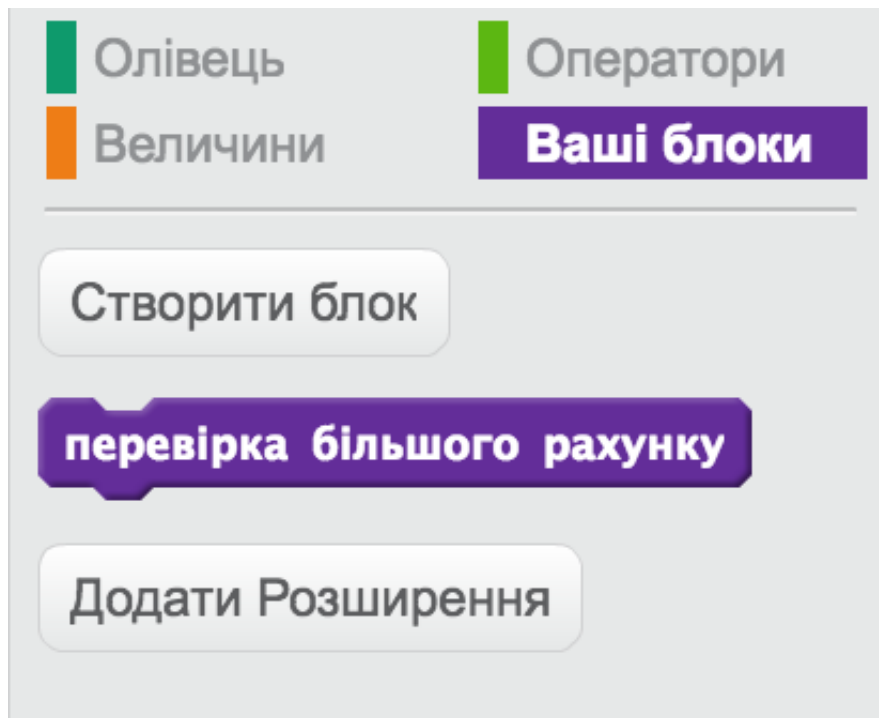 Олівець Оператори
Величини Ваші блоки
Створити блок
перевірка більшого рахунку
Додати Розширення